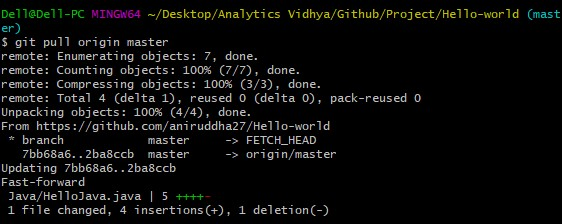 Dell@Dell-PC MINGW64 ~/Desktop/Analytics Vidhya/Github/Project/Hello-world (mast
er)
$ git pull origin master
remote: Enumerating objects: 7, done.
remote: Counting objects: 100% (7/7), done.
remote: Compressing objects: 100% (3/3), done.
remote: Total 4 (delta 1), reused 0 (delta 0), pack-reused 0
Unpacking objects: 100% (4/4), done.
From https://github.com/aniruddha27/Hello-world
 * branch            master     -> FETCH_HEAD
   7bb68a6..2ba8ccb  master     -> origin/master
Updating 7bb68a6..2ba8ccb
Fast-forward
 Java/HelloJava.java | 5 ++++-
 1 file changed, 4 insertions(+), 1 deletion(-)